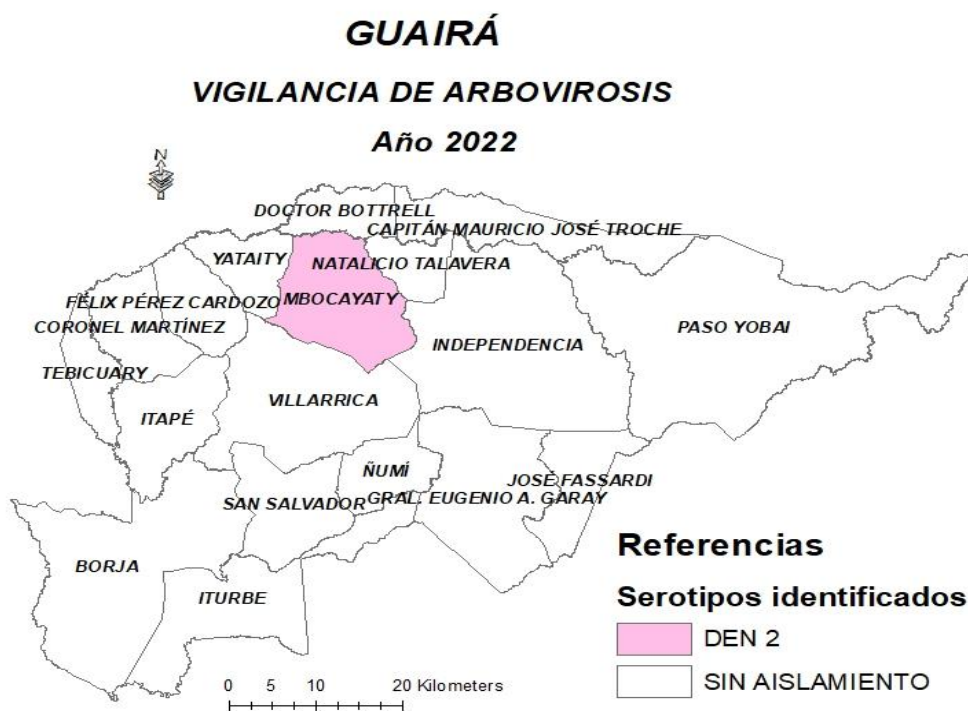 GUAIRÁ
VIGILANCIA DE ARBOVIROSIS
Año 2022
N
DOCTOR BOTTRELL
CAPITÁN MAURICIO JOSÉ TROCHE
YATAITY
NATALICIO TALAVERA
FÉLIX PÉREZ CARDOZO
MBOCAYATY
CORONEL MARTÍNEZ
PASO YOBAI
INDEPENDENCIA
TEBICUARY
VILLARRICA
ITAPÉ
ÑUMÍ
JOSÉ FASSARDI
SAN SALVADOR
GRAL. EUGENIO A. GARAY
BORJA
ITURBE
Referencias
Serotipos identificados
DEN 2
SIN AISLAMIENTO
0 5 10 20 Kilometers